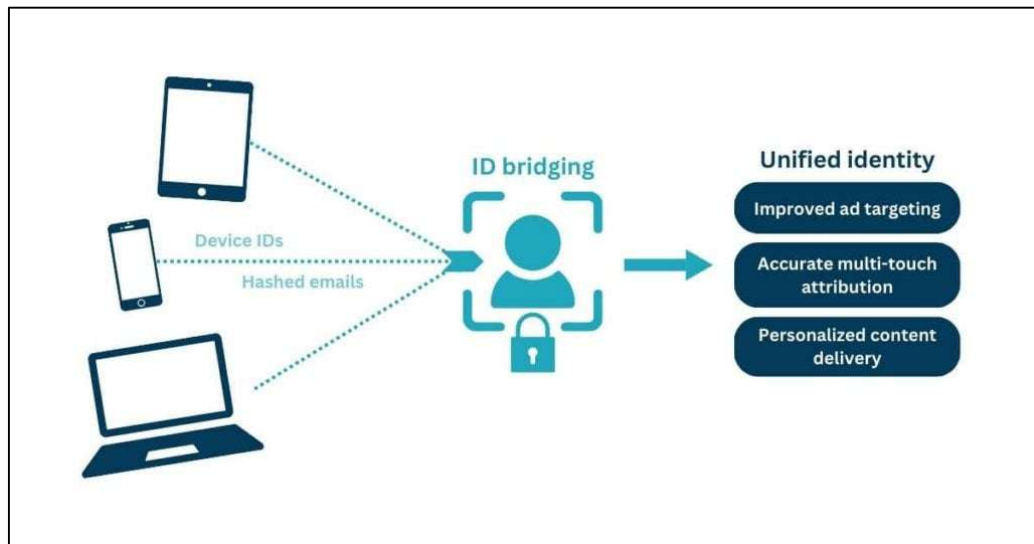 Device IDs
Hashed emails
ID bridging
Unified identity
Improved ad targeting
Accurate multi-touch
attribution
Personalized content
delivery